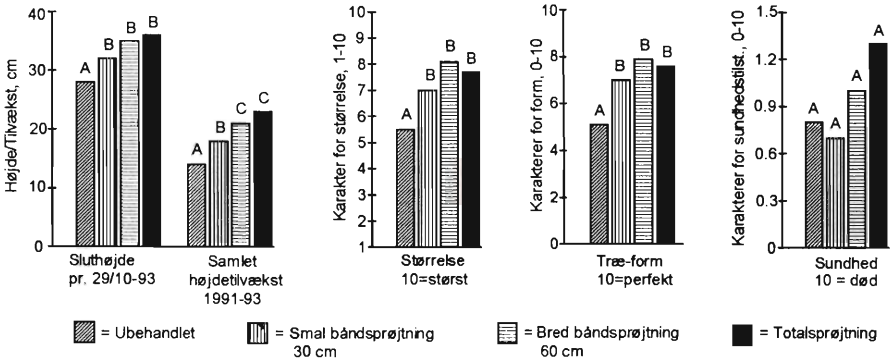 Højde/Tilvækst, cm
40
30
20
10
0
A B B B
A B C C
Sluthøjde
pr. 29/10-93
Samlet
højdetilvækst
1991-93
Karakter for størrelse, 1-10
10
9
8
7
6
5
4
3
2
1
A B B B
Størrelse
10=størst
Karakterer for form, 0-10
10
8
6
4
2
0
A B B B
Træ-form
10=perfekt
Karakterer for sundhedstilst., 0-10
1.5
1.2
0.9
0.6
0.3
0
A A A A
Sundhed
10 = død
= Ubehandlet
= Smal båndsprøjtning
30 cm
= Bred båndsprøjtning
60 cm
= Totalsprøjtning